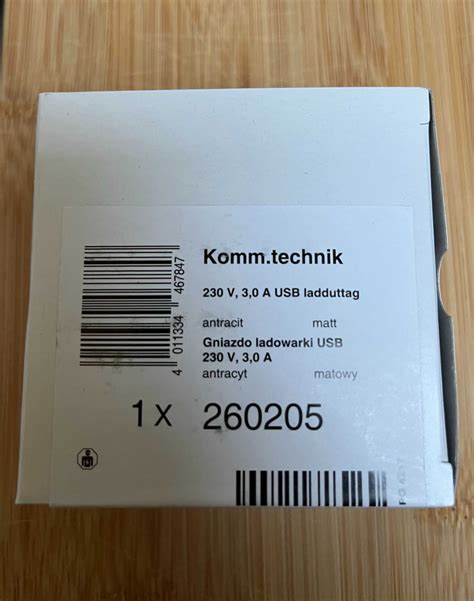 Komm.technik
230 V, 3,0 A USB ladduttag
antracit matt
Gniazdo ladowarki USB
230 V, 3,0 A
antracyt matowy
1 x 260205
4 011334 467847